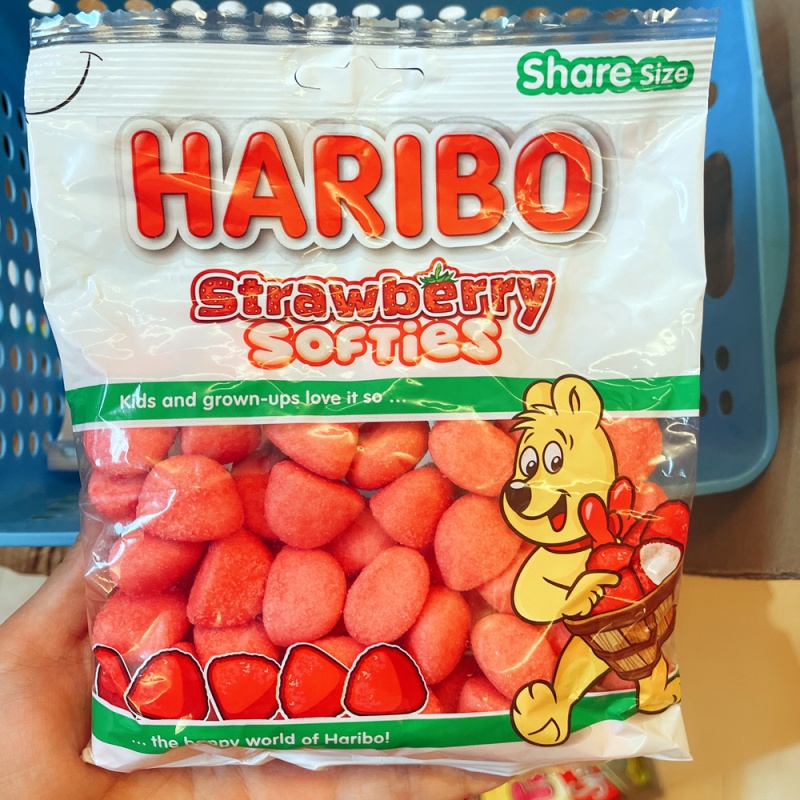 Share Size
HARIBO
Strawberry
SOFTIES
Kids and grown-ups love it so ...
... the happy world of Haribo!